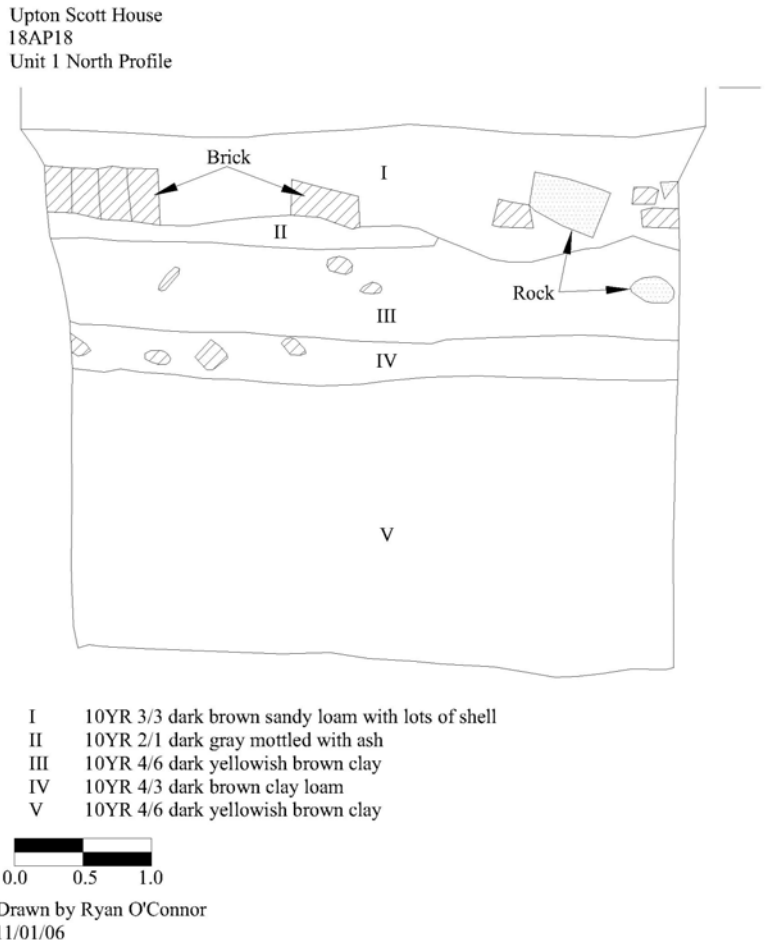 Upton Scott House
18AP18
Unit 1 North Profile
Brick
I
II
Rock
III
IV
V
I 10YR 3/3 dark brown sandy loam with lots of shell
II 10YR 2/1 dark gray mottled with ash
III 10YR 4/6 dark yellowish brown clay
IV 10YR 4/3 dark brown clay loam
V 10YR 4/6 dark yellowish brown clay
0.0 0.5 1.0
Drawn by Ryan O'Connor
11/01/06